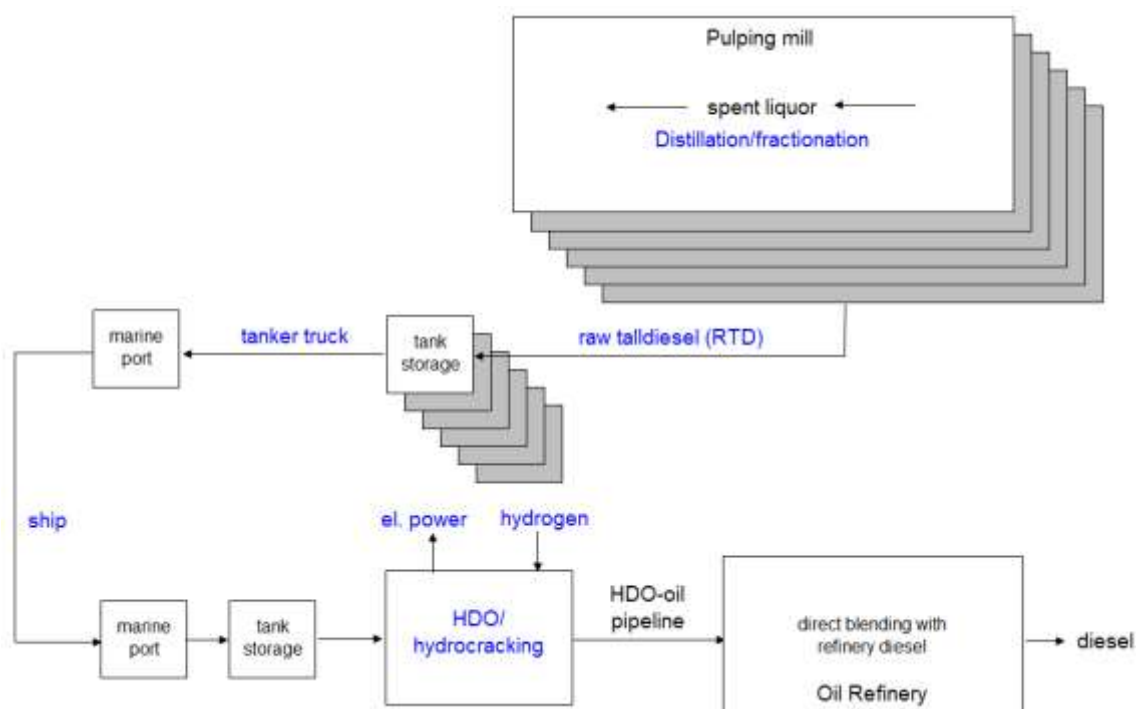 Pulping mill
spent liquor
Distillation/fractionation
marine
port
tanker truck
tank
storage
raw talldiesel (RTD)
ship
el. power
hydrogen
marine
port
tank
storage
HDO/
hydrocracking
HDO-oil
pipeline
direct blending with
refinery diesel
Oil Refinery
diesel